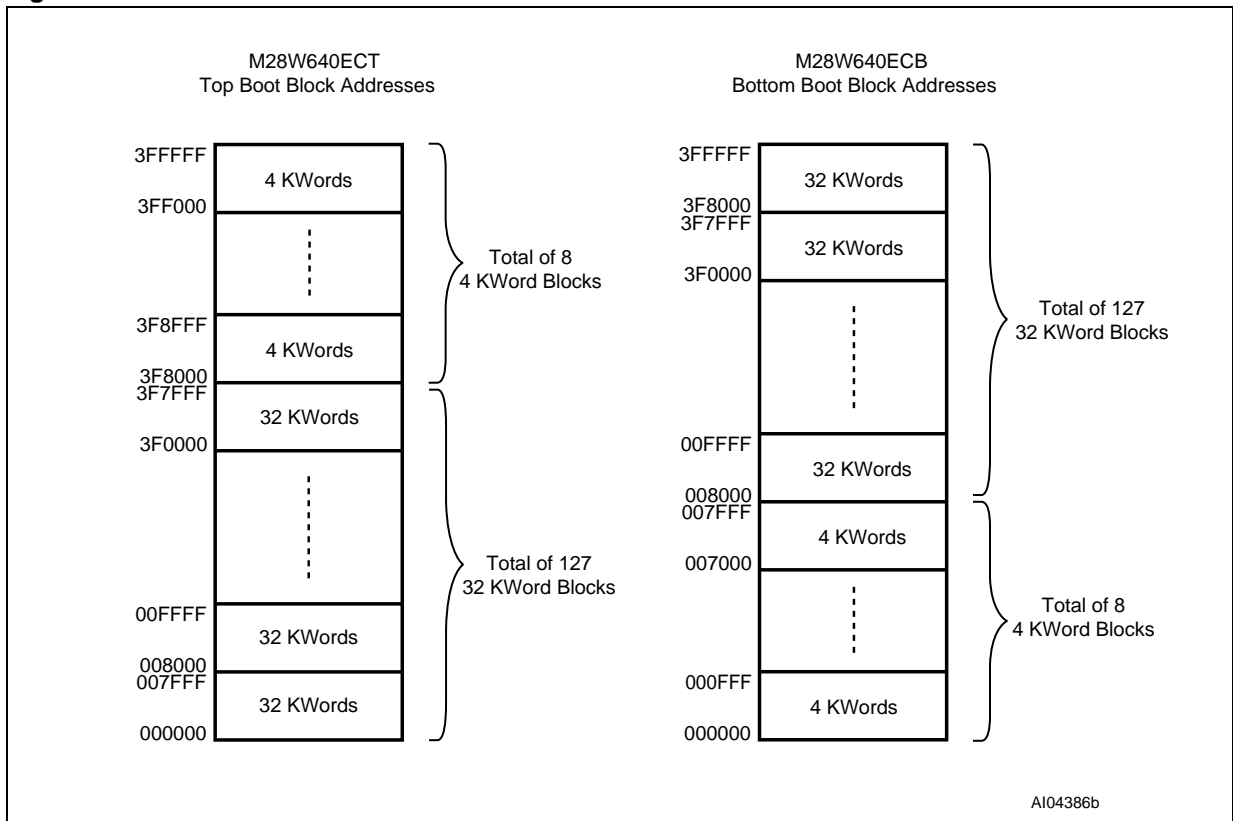 M28W640ECT
Top Boot Block Addresses
3FFFFF
4 KWords
3FF000
Total of 8
4 KWord Blocks
3F8FFF
4 KWords
3F8000
3F7FFF
32 KWords
3F0000
Total of 127
32 KWord Blocks
00FFFF
32 KWords
008000
007FFF
32 KWords
000000
M28W640ECB
Bottom Boot Block Addresses
3FFFFF
32 KWords
3F8000
3F7FFF
32 KWords
3F0000
Total of 127
32 KWord Blocks
00FFFF
32 KWords
008000
007FFF
4 KWords
007000
Total of 8
4 KWord Blocks
000FFF
4 KWords
000000
AI04386b